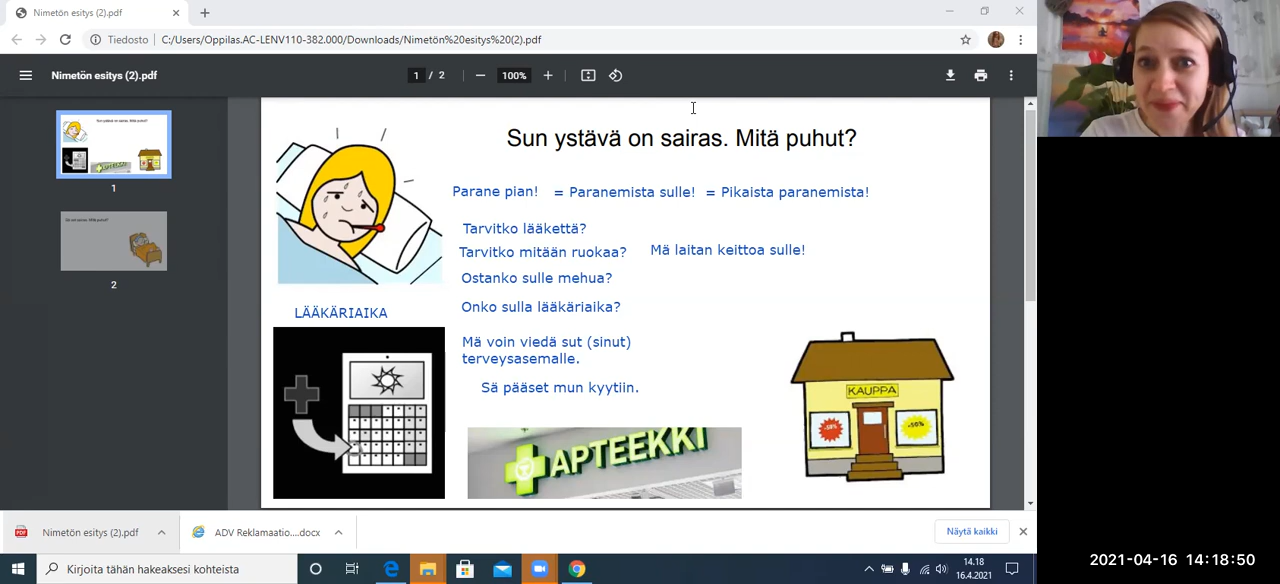 Nimetön esitys (2).pdf
Tiedosto
C:/Users/Oppilas.AC-LENV110-382.000/Downloads/Nimetön%20esitys%20(2).pdf
Nimetön esitys (2).pdf
1 / 2
100%
Sun ystävä on sairas. Mitä puhut?
Parane pian! = Paranemista sulle! = Pikaista paranemista!
Tarvitko lääkettä?
Tarvitko mitään ruokaa? Mä laitan keittoa sulle!
Ostanko sulle mehua?
Onko sulla lääkäriaika?
LÄÄKÄRIAIKA
Mä voin viedä sut (sinut)
terveysasemalle.
Sä pääset mun kyytiin.
KAUPPA
-50%
-50%
APTEEKKI
1
2
Nimetön esitys (2).pdf
ADV Reklamaatio....docx
Näytä kaikki
Kirjoita tähän hakeaksesi kohteista
14.18
16.4.2021
2021-04-16 14:18:50